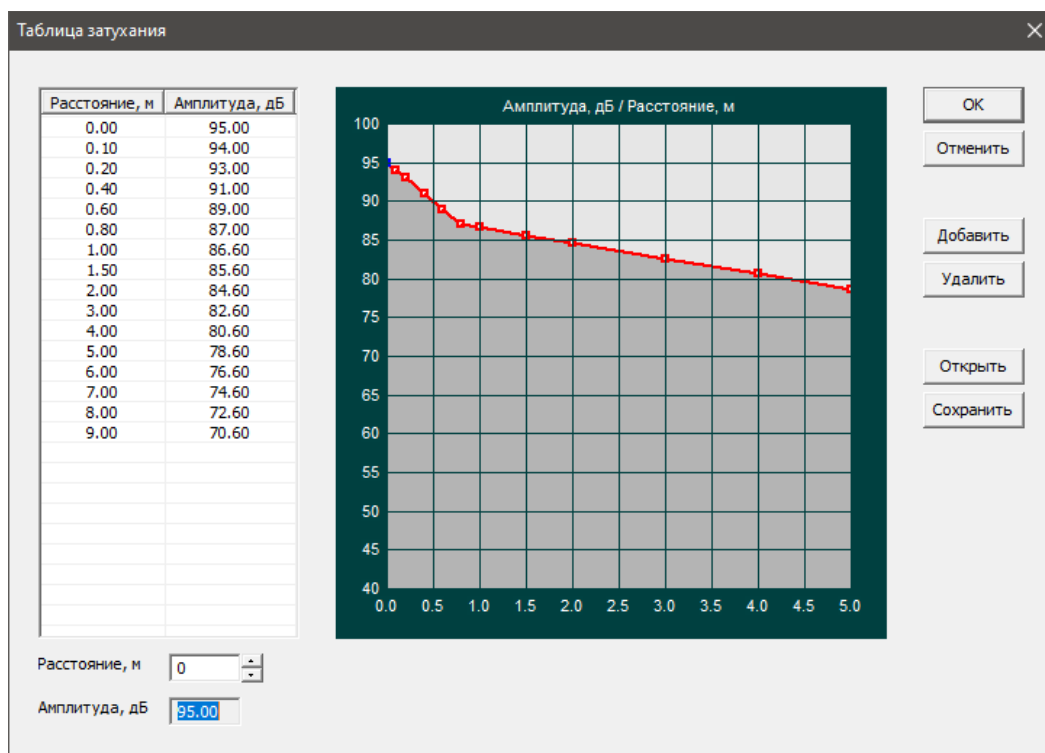 Таблица затухания
Расстояние, м Амплитуда, дБ
0.00 95.00
0.10 94.00
0.20 93.00
0.40 91.00
0.60 89.00
0.80 87.00
1.00 86.60
1.50 85.60
2.00 84.60
3.00 82.60
4.00 80.60
5.00 78.60
6.00 76.60
7.00 74.60
8.00 72.60
9.00 70.60
Расстояние, м 0
Амплитуда, дБ 95.00
Амплитуда, дБ / Расстояние, м
100
95
90
85
80
75
70
65
60
55
50
45
40
0.0 0.5 1.0 1.5 2.0 2.5 3.0 3.5 4.0 4.5 5.0
OK
Отменить
Добавить
Удалить
Открыть
Сохранить